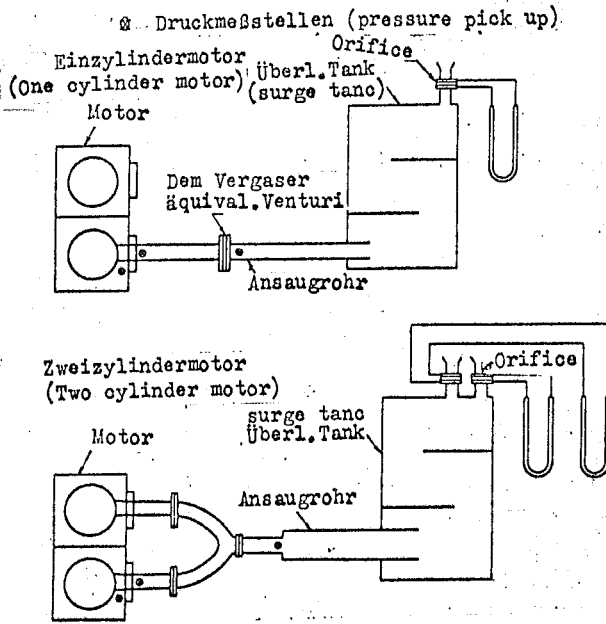 Druckmeßstellen (pressure pick up)
Orifice
Einzylindermotor
(One cylinder motor)
Überl.Tank
(surge tanc)
Motor
Dem Vergaser
äquival.Venturi
Ansaugrohr
Zweizylindermotor
(Two cylinder motor)
Orifice
surge tanc
Überl.Tank
Motor
Ansaugrohr